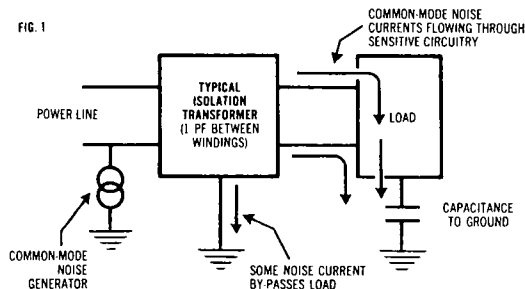 FIG. 1
COMMON-MODE NOISE
CURRENTS FLOWING THROUGH
SENSITIVE CIRCUITRY
TYPICAL
ISOLATION
TRANSFORMER
(1 PF BETWEEN
WINDINGS)
POWER LINE
LOAD
CAPACITANCE
TO GROUND
COMMON-MODE
NOISE
GENERATOR
SOME NOISE CURRENT
BY-PASSES LOAD